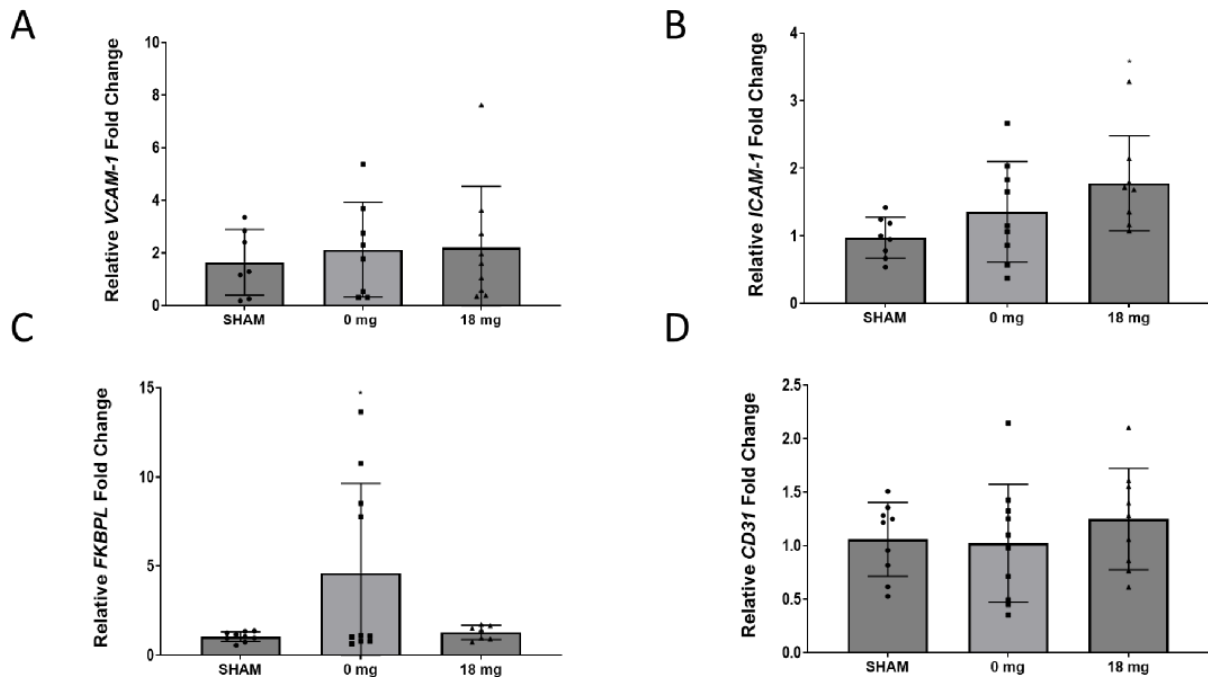 A
Relative VCAM-1 Fold Change
10
8
6
4
2
0
SHAM
0 mg
18 mg
B
Relative ICAM-1 Fold Change
4
3
2
1
0
*
SHAM
0 mg
18 mg
C
Relative FKBPL Fold Change
15
10
5
0
*
SHAM
0 mg
18 mg
D
Relative CD31 Fold Change
2.5
2.0
1.5
1.0
0.5
0.0
SHAM
0 mg
18 mg